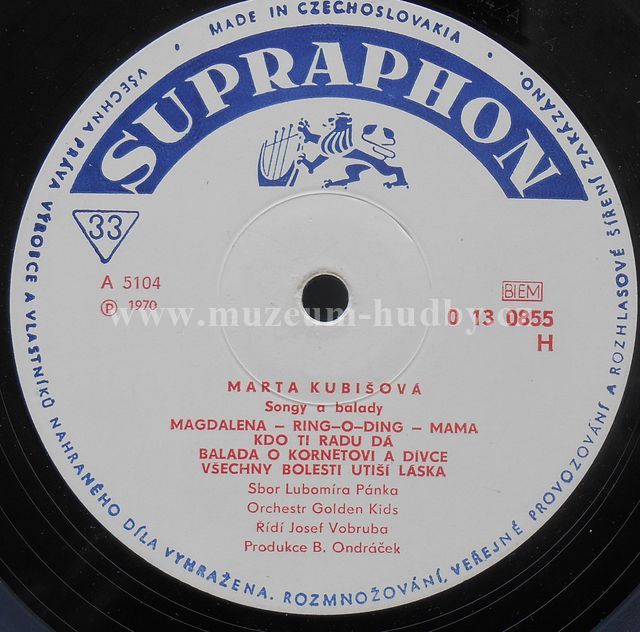 MADE IN CZECHOSLOVAKIA
VŠECHNA PRÁVA VÝROBCE A VLASTNÍKŮ NAHRANÉHO DÍLA VYHRAŽENA. ROZMNOŽOVÁNÍ, VEŘEJNÉ PROVOZOVÁNÍ A ROZHLASOVÉ ŠÍŘENÍ ZAKÁZÁNO.
SUPRAPHON
33
A 5104
Ⓟ 1970
BIEM
0 13 0855
H
www.muzeum-hudby.cz
MARTA KUBIŠOVÁ
Songy a balady
MAGDALENA – RING–O–DING – MAMA
KDO TI RADU DÁ
BALADA O KORNETOVI A DÍVCE
VŠECHNY BOLESTI UTIŠÍ LÁSKA
Sbor Lubomíra Pánka
Orchestr Golden Kids
Řídí Josef Vobruba
Produkce B. Ondráček